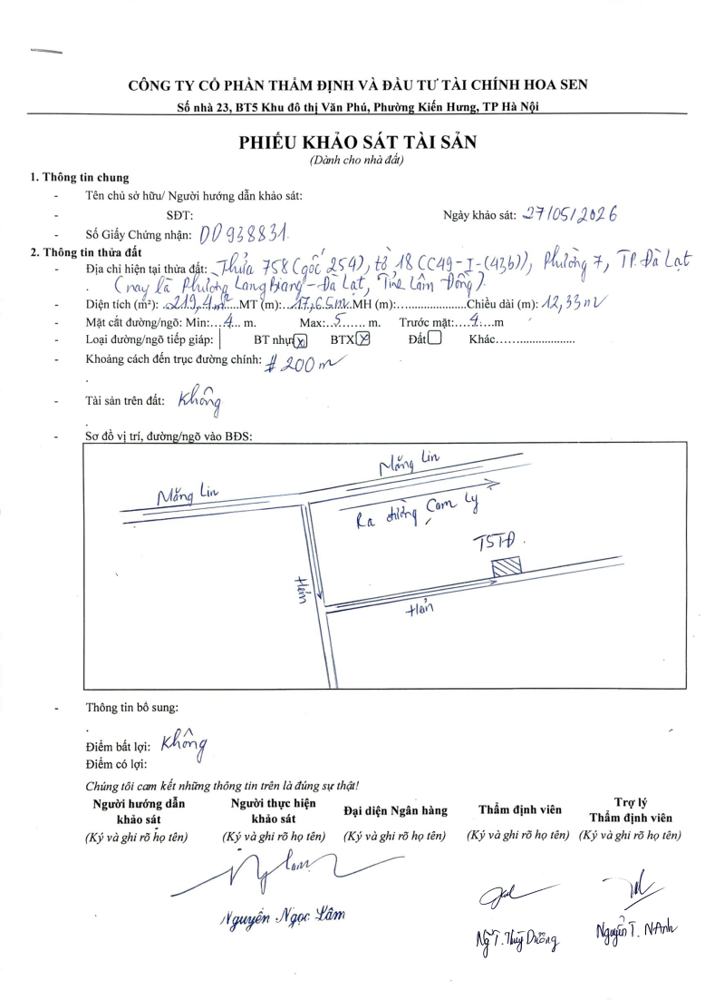 CÔNG TY CỔ PHẦN THẨM ĐỊNH VÀ ĐẦU TƯ TÀI CHÍNH HOA SEN
Số nhà 23, BT5 Khu đô thị Văn Phú, Phường Kiến Hưng, TP Hà Nội
PHIẾU KHẢO SÁT TÀI SẢN
(Dành cho nhà đất)
1. Thông tin chung
- Tên chủ sở hữu/ Người hướng dẫn khảo sát:
- SĐT: Ngày khảo sát: 27/05/2026
- Số Giấy Chứng nhận: DD 938831.
2. Thông tin thửa đất
- Địa chỉ hiện tại thửa đất: Thửa 758 (gốc 254), tờ 18 (C49-I-(43b)), Phường 7, TP. Đà Lạt
(nay là Phường Lang Biang - Đà Lạt, Tỉnh Lâm Đồng).
- Diện tích (m²): 219,4m² MT (m): 17,65m MH (m):...................... Chiều dài (m): 12,33m
- Mặt cắt đường/ngõ: Min:....4... m. Max:...5...... m. Trước mặt:....4....m
- Loại đường/ngõ tiếp giáp: BT nhựa BTX Đất Khác.........................
- Khoảng cách đến trục đường chính: # 200m
- Tài sản trên đất: Không
- Sơ đồ vị trí, đường/ngõ vào BĐS:
Măng Lin
Măng Lin
Ra đường Cam Ly
TSTĐ.
Hẻm
Hẻm
- Thông tin bổ sung:
Điểm bất lợi: Không
Điểm có lợi:
Chúng tôi cam kết những thông tin trên là đúng sự thật!
Người hướng dẫn khảo sát
(Ký và ghi rõ họ tên)
Người thực hiện khảo sát
(Ký và ghi rõ họ tên)
Đại diện Ngân hàng
(Ký và ghi rõ họ tên)
Thẩm định viên
(Ký và ghi rõ họ tên)
Trợ lý Thẩm định viên
(Ký và ghi rõ họ tên)
Nguyễn Ngọc Lâm
Ng T. Thùy Dương
Nguyễn T. N Anh